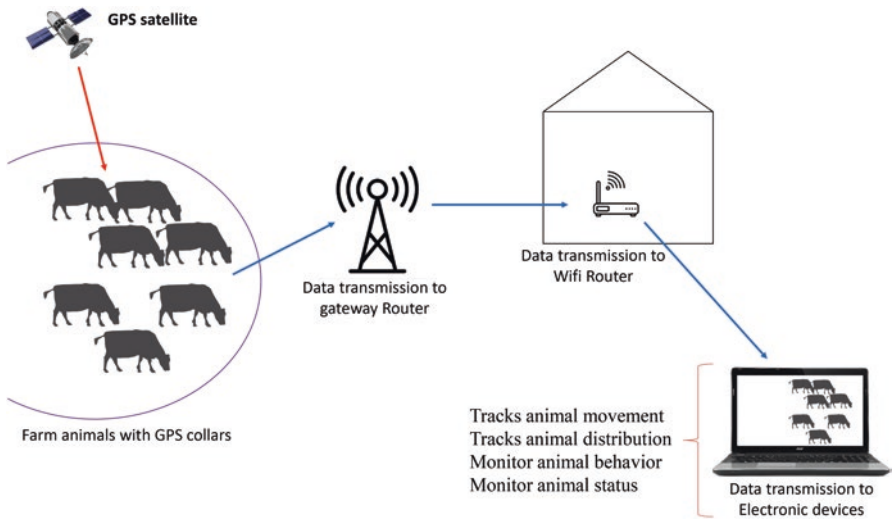 GPS satellite
Farm animals with GPS collars
Data transmission to
gateway Router
Data transmission to
Wifi Router
Tracks animal movement
Tracks animal distribution
Monitor animal behavior
Monitor animal status
Data transmission to
Electronic devices